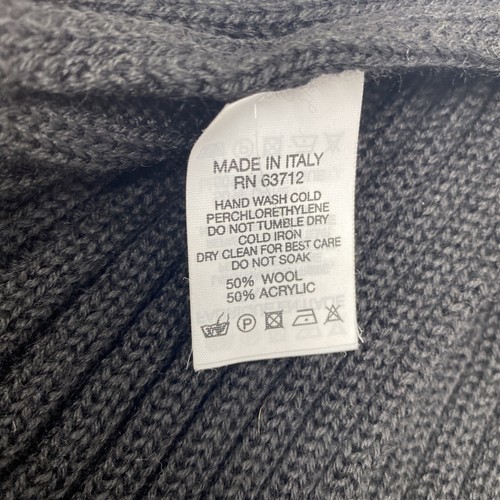 MADE IN ITALY
RN 63712
HAND WASH COLD
PERCHLORETHYLENE
DO NOT TUMBLE DRY
COLD IRON
DRY CLEAN FOR BEST CARE
DO NOT SOAK
50% WOOL
50% ACRYLIC
30° P